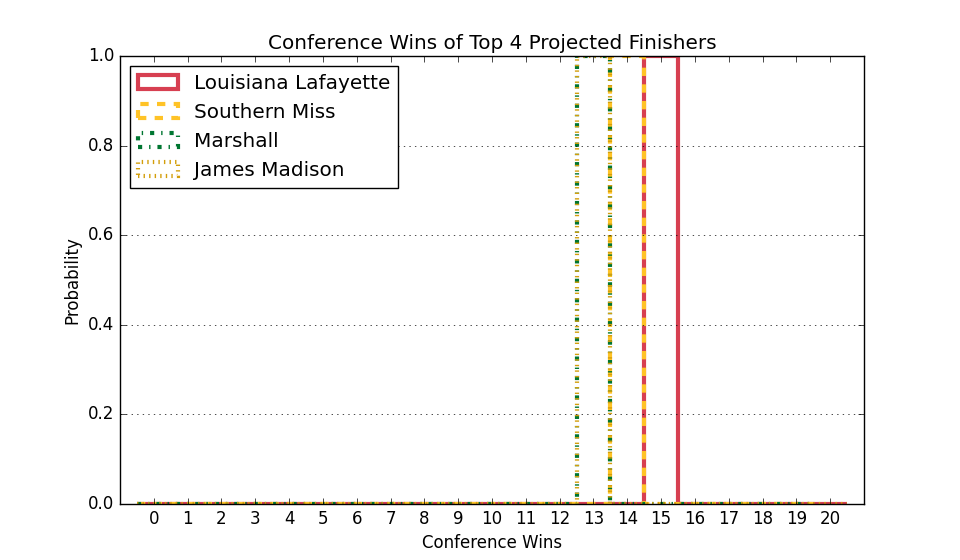 Conference Wins of Top 4 Projected Finishers
1.0
Louisiana Lafayette
Southern Miss
Marshall
James Madison
0.8
0.6
0.4
0.2
0.0
Probability
0 1 2 3 4 5 6 7 8 9 10 11 12 13 14 15 16 17 18 19 20
Conference Wins